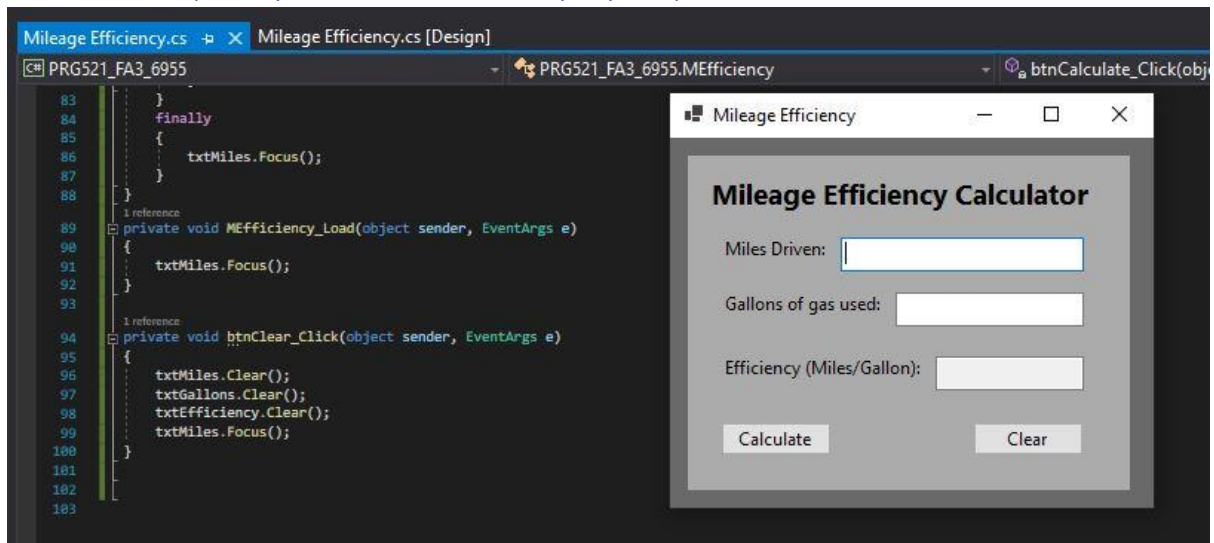 Mileage Efficiency.cs Mileage Efficiency.cs [Design]
C# PRG521_FA3_6955 PRG521_FA3_6955.MEfficiency btnCalculate_Click(obje
83 }
84 finally
85 {
86 txtMiles.Focus();
87 }
88 }
1 reference
89 private void MEfficiency_Load(object sender, EventArgs e)
90 {
91 txtMiles.Focus();
92 }
93
1 reference
94 private void btnClear_Click(object sender, EventArgs e)
95 {
96 txtMiles.Clear();
97 txtGallons.Clear();
98 txtEfficiency.Clear();
99 txtMiles.Focus();
100 }
101
102
103
Mileage Efficiency
Mileage Efficiency Calculator
Miles Driven:
Gallons of gas used:
Efficiency (Miles/Gallon):
Calculate Clear